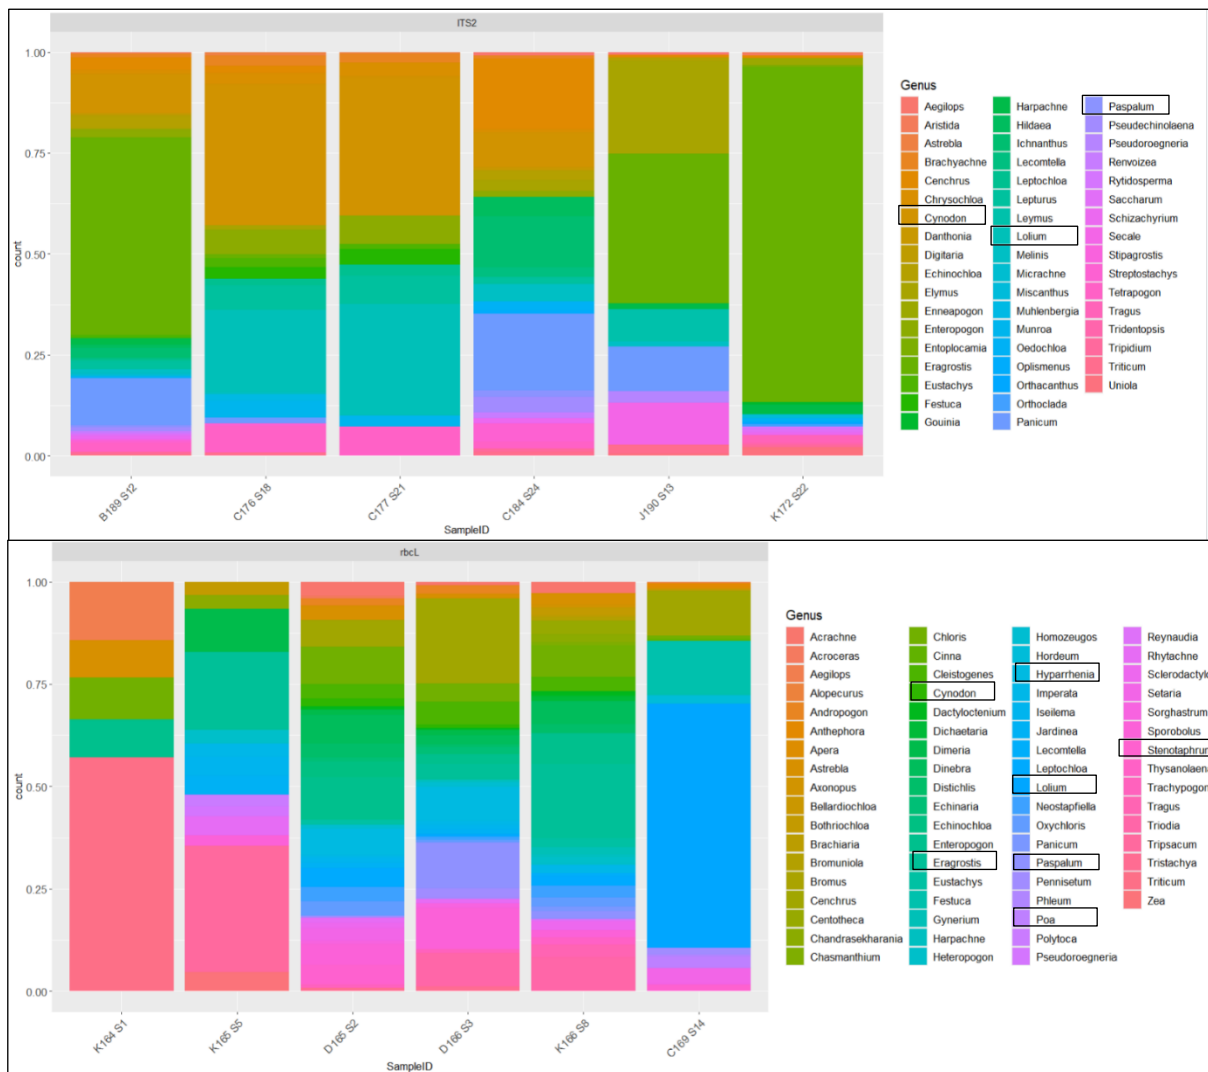 ITS2
1.00
0.75
0.50
0.25
0.00
count
B189 S12
C176 S18
C177 S21
C184 S24
J190 S13
K172 S22
SampleID
Genus
Aegilops
Aristida
Astrebla
Brachyachne
Cenchrus
Chrysochloa
Cynodon
Danthonia
Digitaria
Echinochloa
Elymus
Enneapogon
Enteropogon
Entoplocamia
Eragrostis
Eustachys
Festuca
Gouinia
Harpachne
Hildaea
Ichnanthus
Lecomtella
Leptochloa
Lepturus
Leymus
Lolium
Melinis
Micrachne
Miscanthus
Muhlenbergia
Munroa
Oedochloa
Oplismenus
Orthacanthus
Orthoclada
Panicum
Paspalum
Pseudechinolaena
Pseudoroegneria
Renvoizea
Rytidosperma
Saccharum
Schizachyrium
Secale
Stipagrostis
Streptostachys
Tetrapogon
Tragus
Tridentopsis
Tripidium
Triticum
Uniola
rbcL
1.00
0.75
0.50
0.25
0.00
count
K164 S1
K165 S5
D165 S2
D166 S3
K166 S8
C169 S14
SampleID
Genus
Acrachne
Acroceras
Aegilops
Alopecurus
Andropogon
Anthephora
Apera
Astrebla
Axonopus
Bellardiochloa
Bothriochloa
Brachiaria
Bromuniola
Bromus
Cenchrus
Centotheca
Chandrasekharania
Chasmanthium
Chloris
Cinna
Cleistogenes
Cynodon
Dactyloctenium
Dichaetaria
Dimeria
Dinebra
Distichlis
Echinaria
Echinochloa
Enteropogon
Eragrostis
Eustachys
Festuca
Gynerium
Harpachne
Heteropogon
Homozeugos
Hordeum
Hyparrhenia
Imperata
Iseilema
Jardinea
Lecomtella
Leptochloa
Lolium
Neostapfiella
Oxychloris
Panicum
Paspalum
Pennisetum
Phleum
Poa
Polytoca
Pseudoroegneria
Reynaudia
Rhytachne
Sclerodactylo
Setaria
Sorghastrum
Sporobolus
Stenotaphrum
Thysanolaena
Trachypogon
Tragus
Triodia
Tripsacum
Tristachya
Triticum
Zea